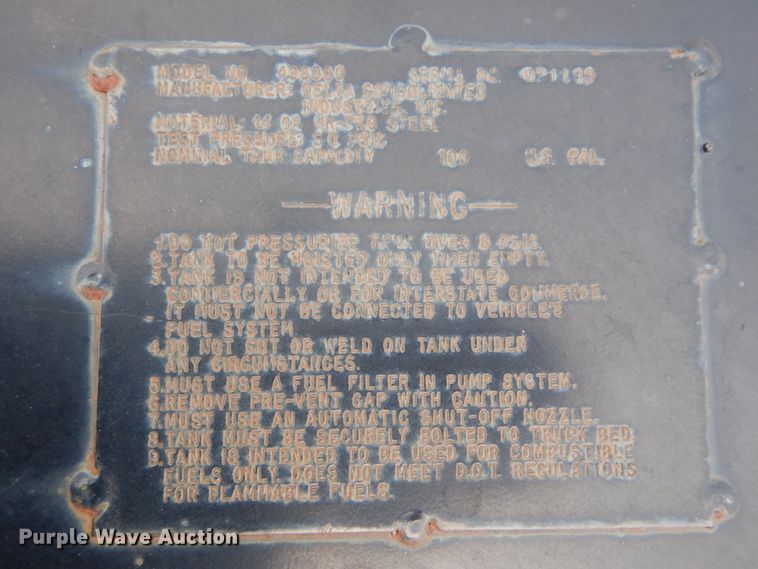 MODEL NO. 498000 SERIAL NO.
MANUFACTURER: DELTA CONSOLIDATED
INDUSTRIES, INC.
MATERIAL: 14 GA. STEEL
TEST PRESSURE: PSIG
NOMINAL TANK CAPACITY 100 U.S. GAL.
WARNING
1. DO NOT PRESSURIZE TANK OVER 3 PSIG.
2. TANK TO BE HOISTED ONLY WHEN EMPTY.
3. TANK IS NOT INTENDED TO BE USED
COMMERCIALLY OR FOR INTERSTATE COMMERCE.
IT MUST NOT BE CONNECTED TO VEHICLE'S
FUEL SYSTEM
4. DO NOT CUT OR WELD ON TANK UNDER
ANY CIRCUMSTANCES.
5. MUST USE A FUEL FILTER IN PUMP SYSTEM.
6. REMOVE PRE-VENT CAP WITH CAUTION.
7. MUST USE AN AUTOMATIC SHUT-OFF NOZZLE.
8. TANK MUST BE SECURELY BOLTED TO TRUCK BED
9. TANK IS INTENDED TO BE USED FOR COMBUSTIBLE
FUELS ONLY. DOES NOT MEET D.O.T. REGULATIONS
FOR FLAMMABLE FUELS.
Purple Wave Auction